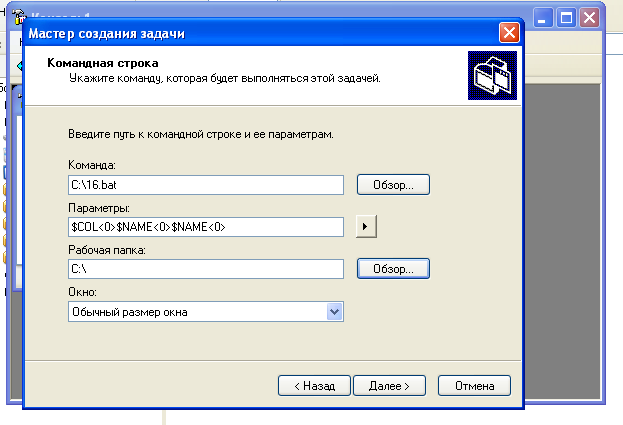 Мастер создания задачи
Командная строка
Укажите команду, которая будет выполняться этой задачей.
Введите путь к командной строке и ее параметрам.
Команда:
C:\16.bat
Обзор...
Параметры:
$COL<0>$NAME<0>$NAME<0>
Рабочая папка:
C:\
Обзор...
Окно:
Обычный размер окна
< Назад
Далее >
Отмена